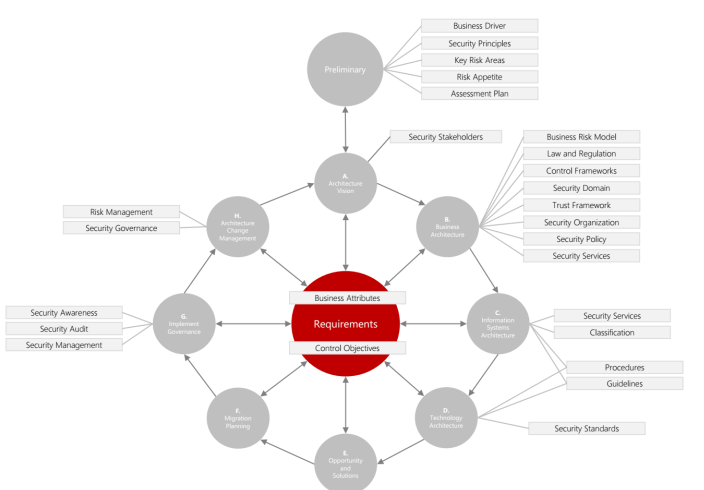 Business Driver
Security Principles
Key Risk Areas
Risk Appetite
Assessment Plan
Preliminary
Security Stakeholders
A.
Architecture
Vision
Business Risk Model
Law and Regulation
Control Frameworks
Security Domain
Trust Framework
Security Organization
Security Policy
Security Services
B.
Business
Architecture
Risk Management
Security Governance
H.
Architecture
Change
Management
Business Attributes
Requirements
Control Objectives
Security Awareness
Security Audit
Security Management
G.
Implement
Governance
C.
Information
Systems
Architecture
Security Services
Classification
Procedures
Guidelines
Security Standards
F.
Migration
Planning
D.
Technology
Architecture
E.
Opportunity
and
Solutions